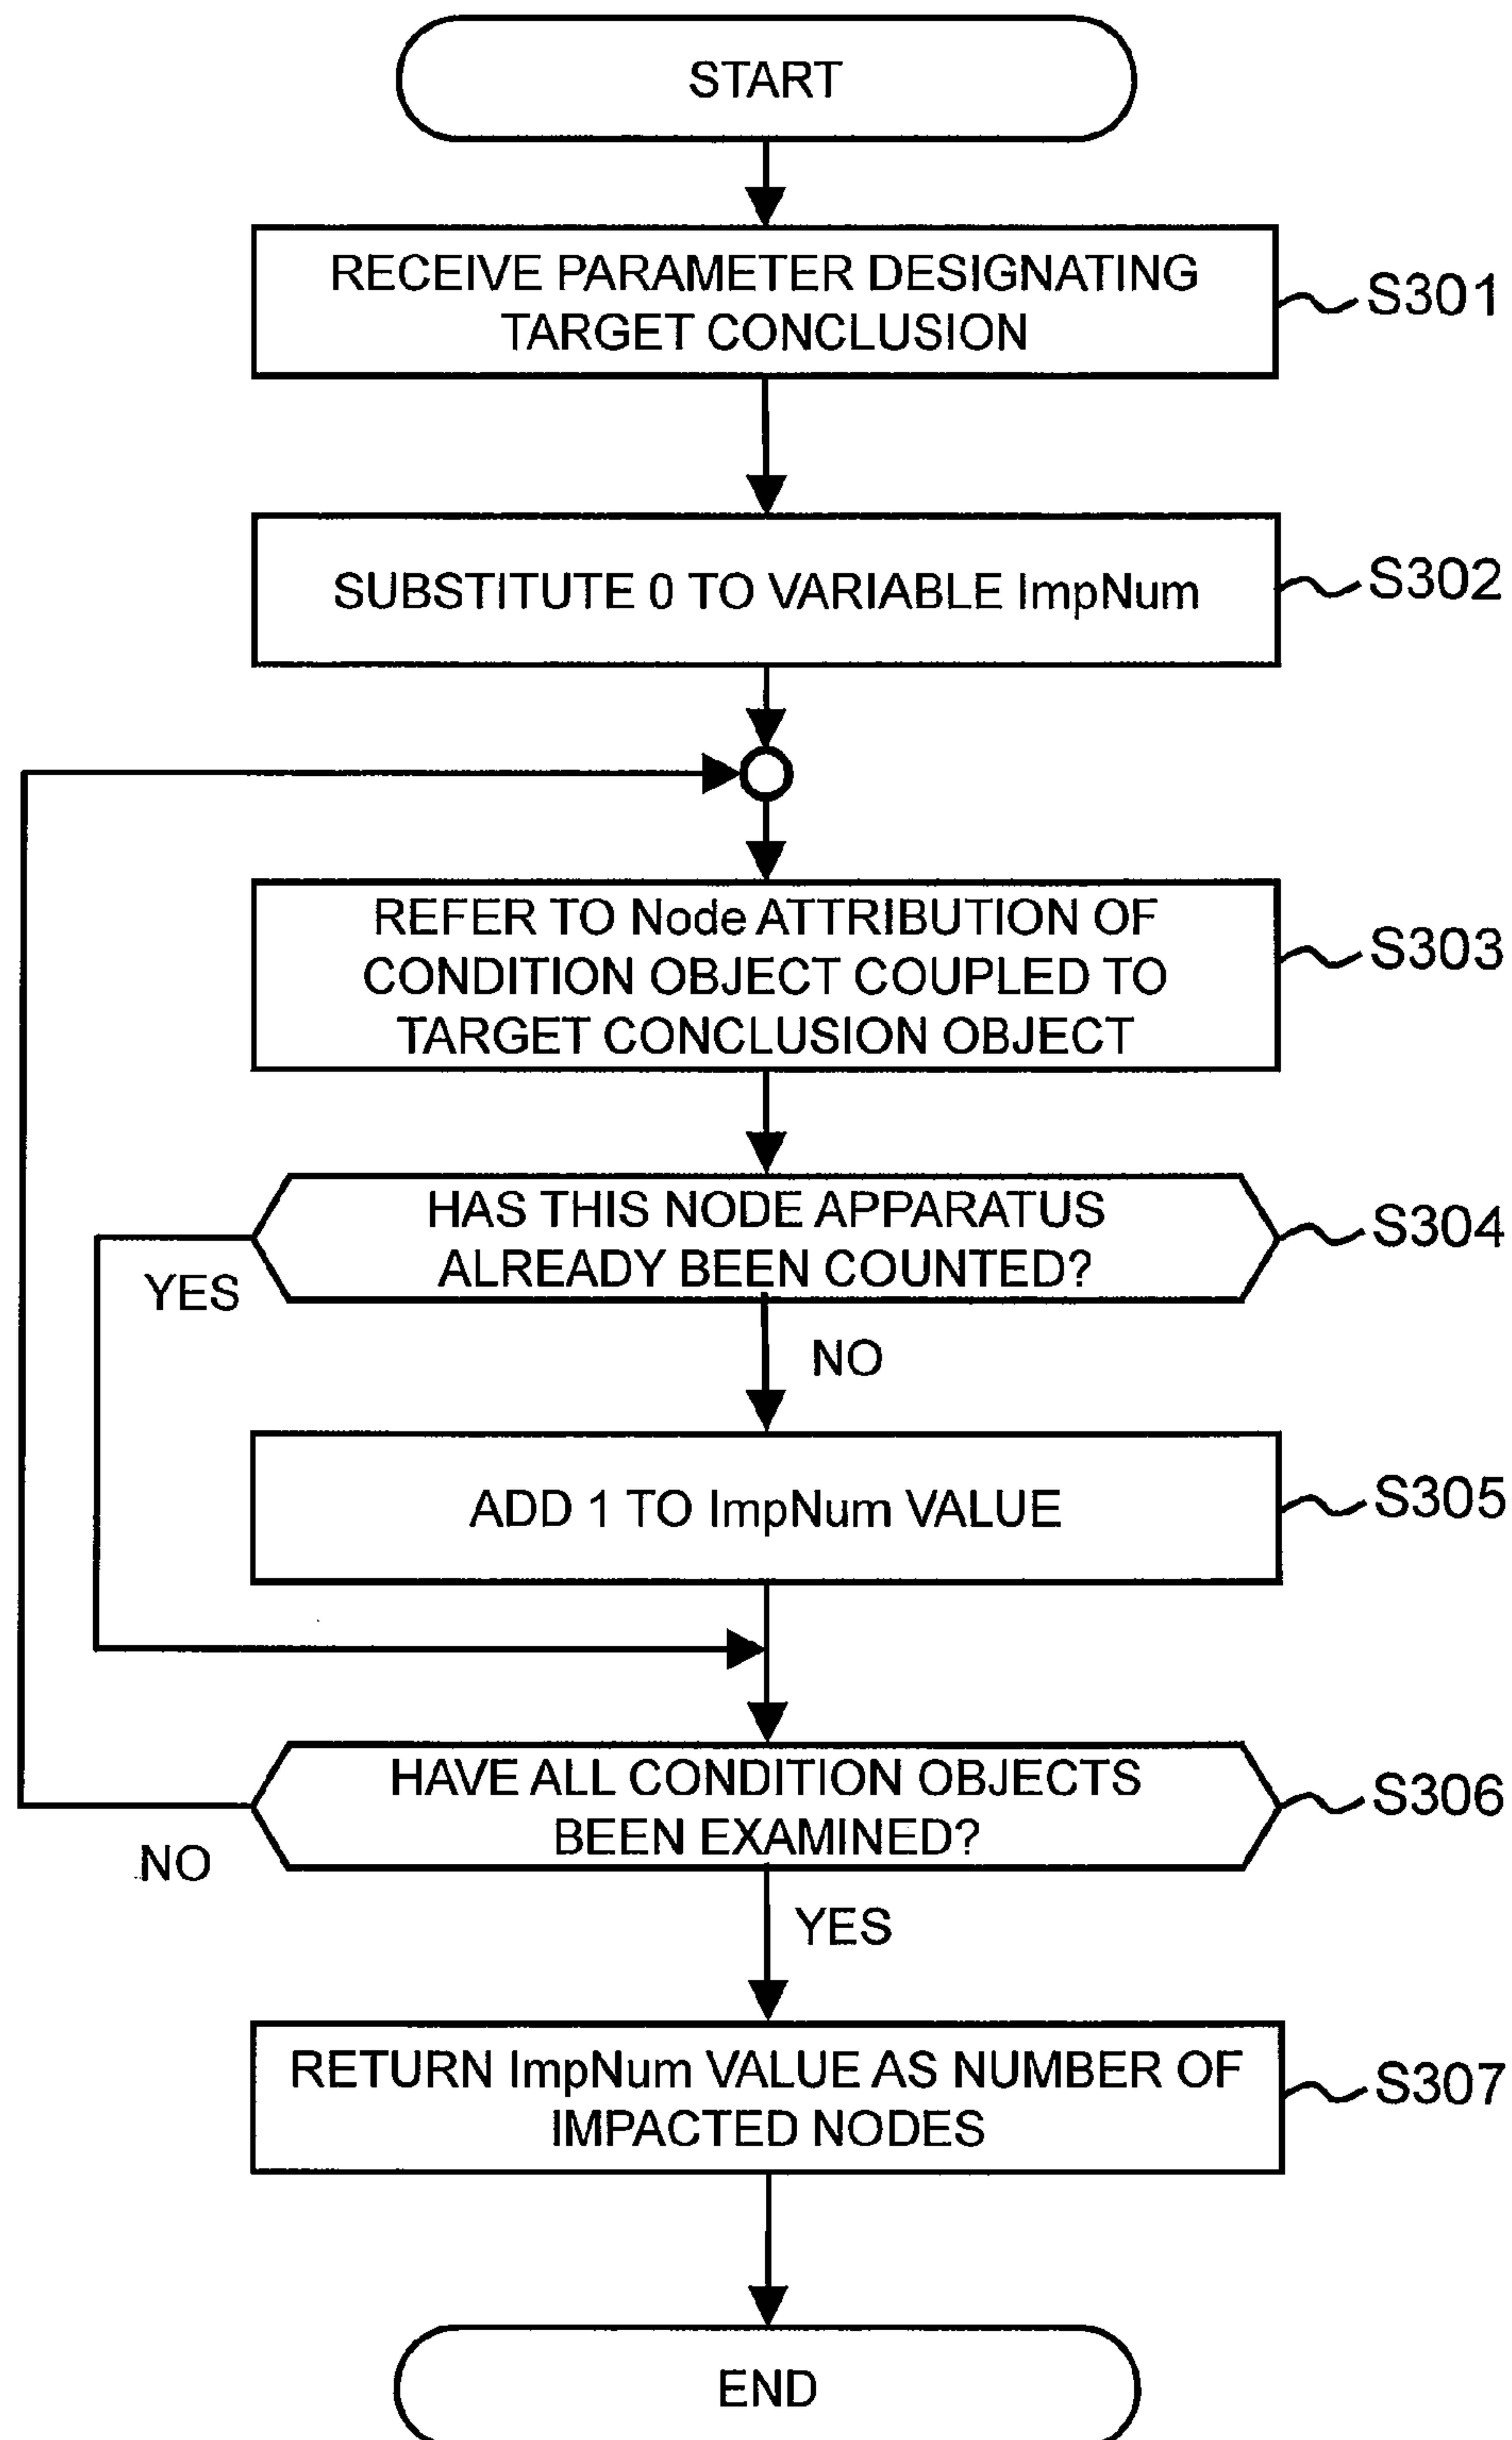 START
RECEIVE PARAMETER DESIGNATING
TARGET CONCLUSION
S301
SUBSTITUTE 0 TO VARIABLE ImpNum
S302
REFER TO Node ATTRIBUTION OF
CONDITION OBJECT COUPLED TO
TARGET CONCLUSION OBJECT
S303
HAS THIS NODE APPARATUS
ALREADY BEEN COUNTED?
S304
YES
NO
ADD 1 TO ImpNum VALUE
S305
HAVE ALL CONDITION OBJECTS
BEEN EXAMINED?
S306
NO
YES
RETURN ImpNum VALUE AS NUMBER OF
IMPACTED NODES
S307
END